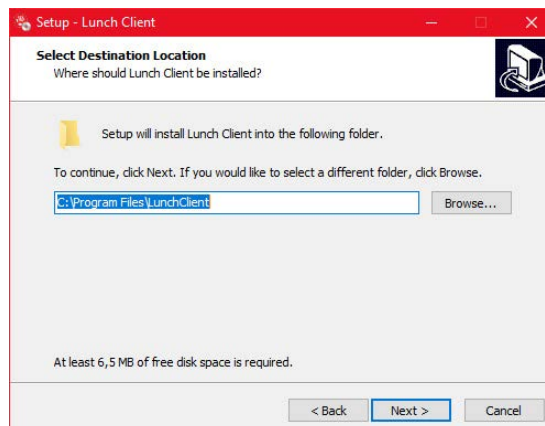 Setup - Lunch Client
Select Destination Location
Where should Lunch Client be installed?
Setup will install Lunch Client into the following folder.
To continue, click Next. If you would like to select a different folder, click Browse.
C:\Program Files\LunchClient
Browse...
At least 6,5 MB of free disk space is required.
< Back Next > Cancel